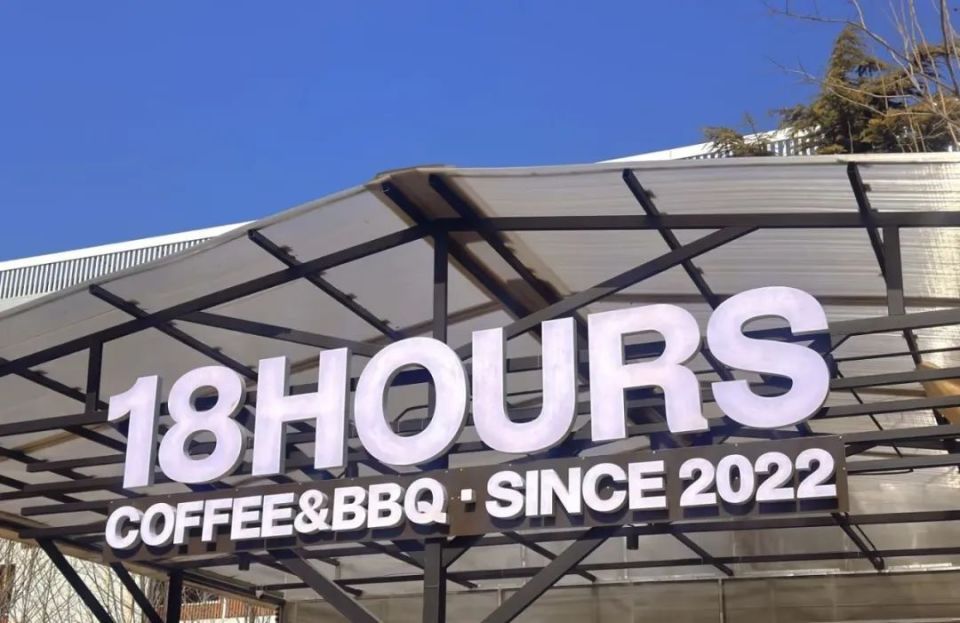 18HOURS
COFFEE&BBQ · SINCE 2022